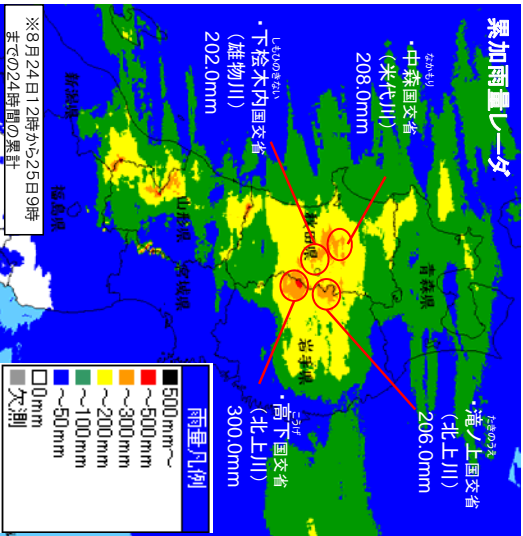 累加雨量レーダ
なかもり
・中森国交省
(米代川)
208.0mm
しもひのきない
・下桧木内国交省
(雄物川)
202.0mm
たきのうえ
・滝ノ上国交省
(北上川)
206.0mm
こうげ
・高下国交省
(北上川)
300.0mm
青森県
秋田県
岩手県
山形県
宮城県
新潟県
福島県
※8月24日12時から25日9時
までの24時間の累計
雨量凡例
500mm~
~500mm
~300mm
~200mm
~100mm
~50mm
0mm
欠測